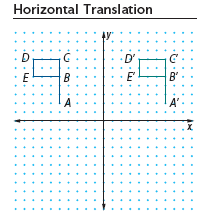 Horizontal Translation
y
D C D′ C′
E B E′ B′
A A′
x